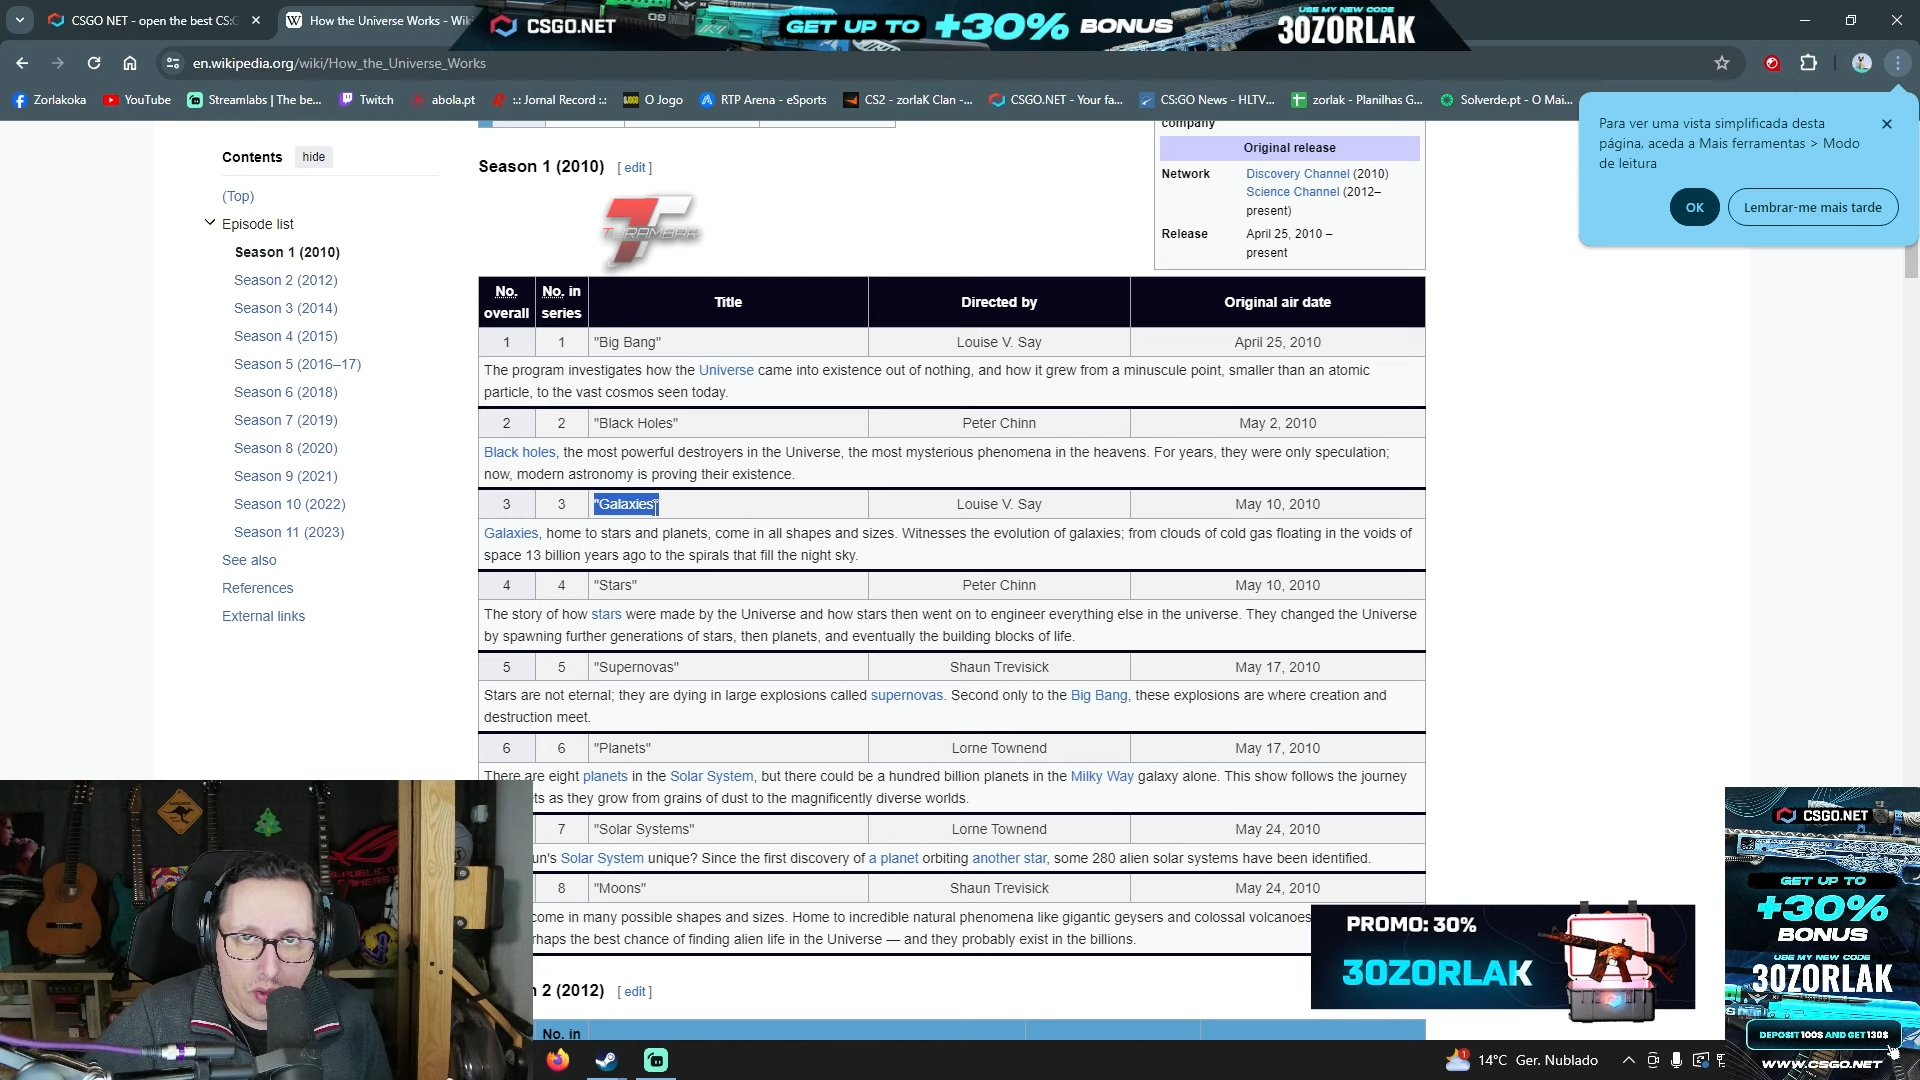 CSGO NET - open the best CS:G
How the Universe Works - Wiki
CSGO.NET
GET UP TO +30% BONUS
USE MY NEW CODE
30ZORLAK
en.wikipedia.org/wiki/How_the_Universe_Works
Zorlakoka
YouTube
Streamlabs | The be...
Twitch
abola.pt
:.: Jornal Record :.:
O Jogo
RTP Arena - eSports
CS2 - zorlaK Clan -...
CSGO.NET - Your fa...
CS:GO News - HLTV...
zorlak - Planilhas G...
Solverde.pt - O Mai...
Para ver uma vista simplificada desta
página, aceda a Mais ferramentas > Modo
de leitura
OK
Lembrar-me mais tarde
Contents
hide
(Top)
Episode list
Season 1 (2010)
Season 2 (2012)
Season 3 (2014)
Season 4 (2015)
Season 5 (2016–17)
Season 6 (2018)
Season 7 (2019)
Season 8 (2020)
Season 9 (2021)
Season 10 (2022)
Season 11 (2023)
See also
References
External links
company
Original release
Network Discovery Channel (2010)
Science Channel (2012–
present)
Release April 25, 2010 –
present
Season 1 (2010) [ edit ]
TURAMBAR
No. overall No. in series Title Directed by Original air date
1 1 "Big Bang" Louise V. Say April 25, 2010
The program investigates how the Universe came into existence out of nothing, and how it grew from a minuscule point, smaller than an atomic
particle, to the vast cosmos seen today.
2 2 "Black Holes" Peter Chinn May 2, 2010
Black holes, the most powerful destroyers in the Universe, the most mysterious phenomena in the heavens. For years, they were only speculation;
now, modern astronomy is proving their existence.
3 3 "Galaxies" Louise V. Say May 10, 2010
Galaxies, home to stars and planets, come in all shapes and sizes. Witnesses the evolution of galaxies; from clouds of cold gas floating in the voids of
space 13 billion years ago to the spirals that fill the night sky.
4 4 "Stars" Peter Chinn May 10, 2010
The story of how stars were made by the Universe and how stars then went on to engineer everything else in the universe. They changed the Universe
by spawning further generations of stars, then planets, and eventually the building blocks of life.
5 5 "Supernovas" Shaun Trevisick May 17, 2010
Stars are not eternal; they are dying in large explosions called supernovas. Second only to the Big Bang, these explosions are where creation and
destruction meet.
6 6 "Planets" Lorne Townend May 17, 2010
There are eight planets in the Solar System, but there could be a hundred billion planets in the Milky Way galaxy alone. This show follows the journey
ts as they grow from grains of dust to the magnificently diverse worlds.
7 "Solar Systems" Lorne Townend May 24, 2010
un's Solar System unique? Since the first discovery of a planet orbiting another star, some 280 alien solar systems have been identified.
8 "Moons" Shaun Trevisick May 24, 2010
come in many possible shapes and sizes. Home to incredible natural phenomena like gigantic geysers and colossal volcanoes
rhaps the best chance of finding alien life in the Universe — and they probably exist in the billions.
n 2 (2012) [ edit ]
No. in
PROMO: 30%
30ZORLAK
CSGO.NET
GET UP TO
+30%
BONUS
USE MY NEW CODE
30ZORLAK
DEPOSIT 100$ AND GET 130$
WWW.CSGO.NET
14°C Ger. Nublado